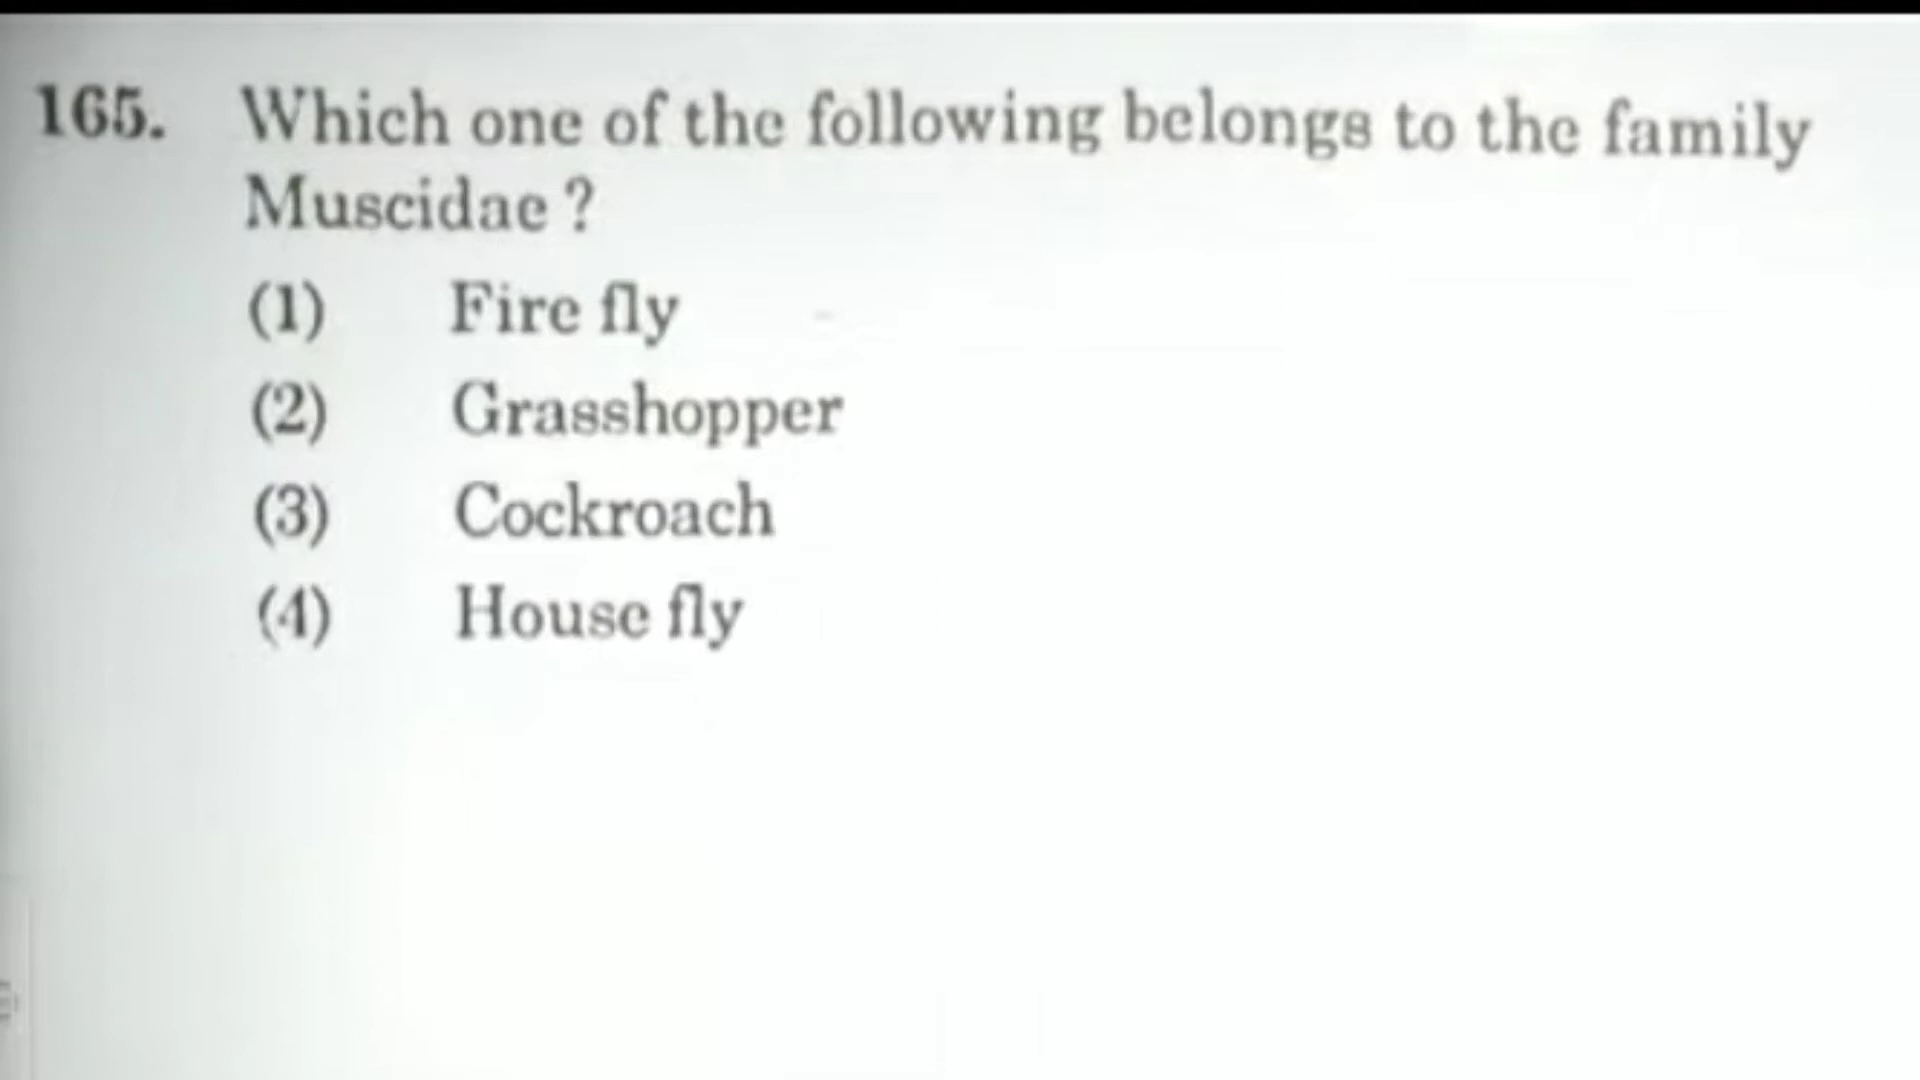 165. Which one of the following belongs to the family
Muscidae ?
(1) Fire fly
(2) Grasshopper
(3) Cockroach
(4) House fly